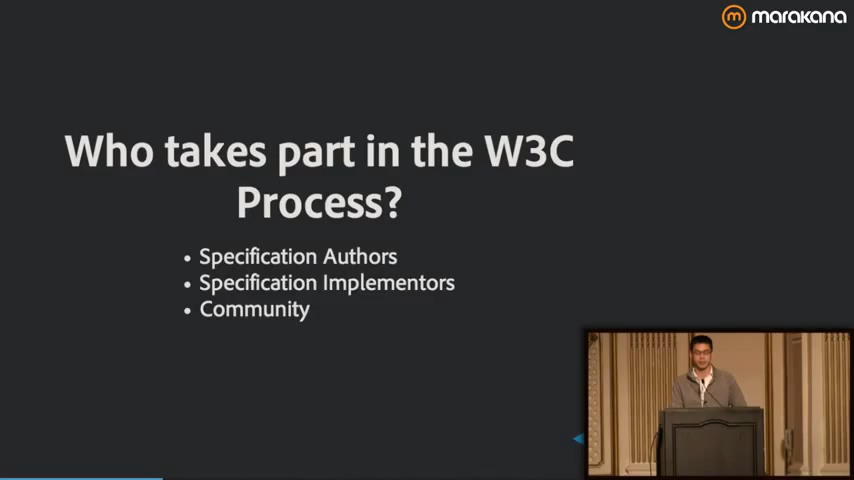 marakana
Who takes part in the W3C
Process?
• Specification Authors
• Specification Implementors
• Community